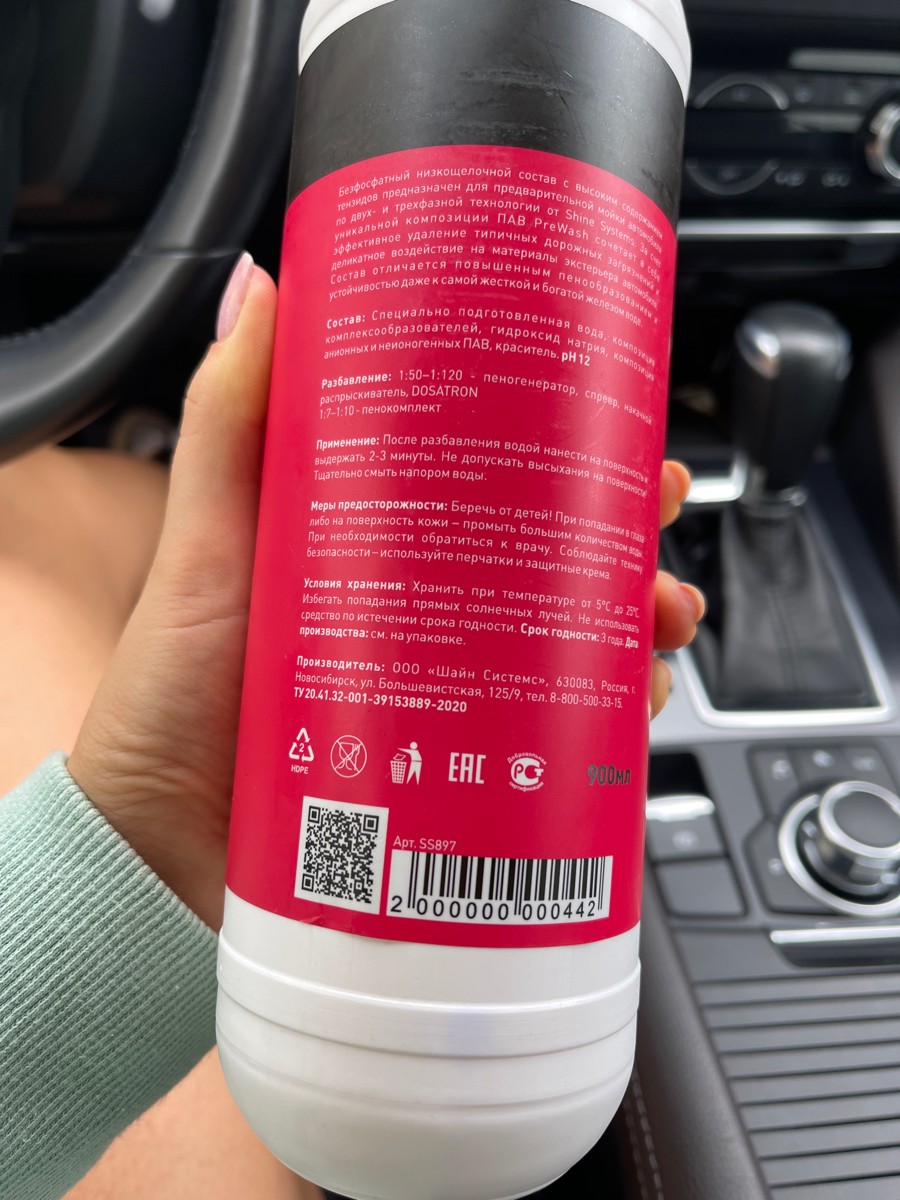 Безфосфатный низкощелочной состав с высоким содержанием
тензидов предназначен для предварительной мойки автомобиля
по двух- и трехфазной технологии от Shine Systems. За счет
уникальной композиции ПАВ PreWash сочетает в себе
эффективное удаление типичных дорожных загрязнений и
деликатное воздействие на материалы экстерьера автомобиля.
Состав отличается повышенным пенообразованием и
устойчивостью даже к самой жесткой и богатой железом воде.
Состав: Специально подготовленная вода, композиция
комплексообразователей, гидроксид натрия, композиция
анионных и неионогенных ПАВ, краситель. pH 12
Разбавление: 1:50–1:120 - пеногенератор, спреер, накачной
распрыскиватель, DOSATRON
1:7–1:10 - пенокомплект
Применение: После разбавления водой нанести на поверхность и
выдержать 2-3 минуты. Не допускать высыхания на поверхности!
Тщательно смыть напором воды.
Меры предосторожности: Беречь от детей! При попадании в глаза
либо на поверхность кожи – промыть большим количеством воды.
При необходимости обратиться к врачу. Соблюдайте технику
безопасности – используйте перчатки и защитные крема.
Условия хранения: Хранить при температуре от 5°C до 25°C.
Избегать попадания прямых солнечных лучей. Не использовать
средство по истечении срока годности. Срок годности: 3 года. Дата
производства: см. на упаковке.
Производитель: ООО «Шайн Системс», 630083, Россия, г.
Новосибирск, ул. Большевистская, 125/9, тел. 8-800-500-33-15.
ТУ 20.41.32-001-39153889-2020
2
HDPE
EAC
Добровольная
РСТ
сертификация
900мл
Арт. SS897
2 000000 000442